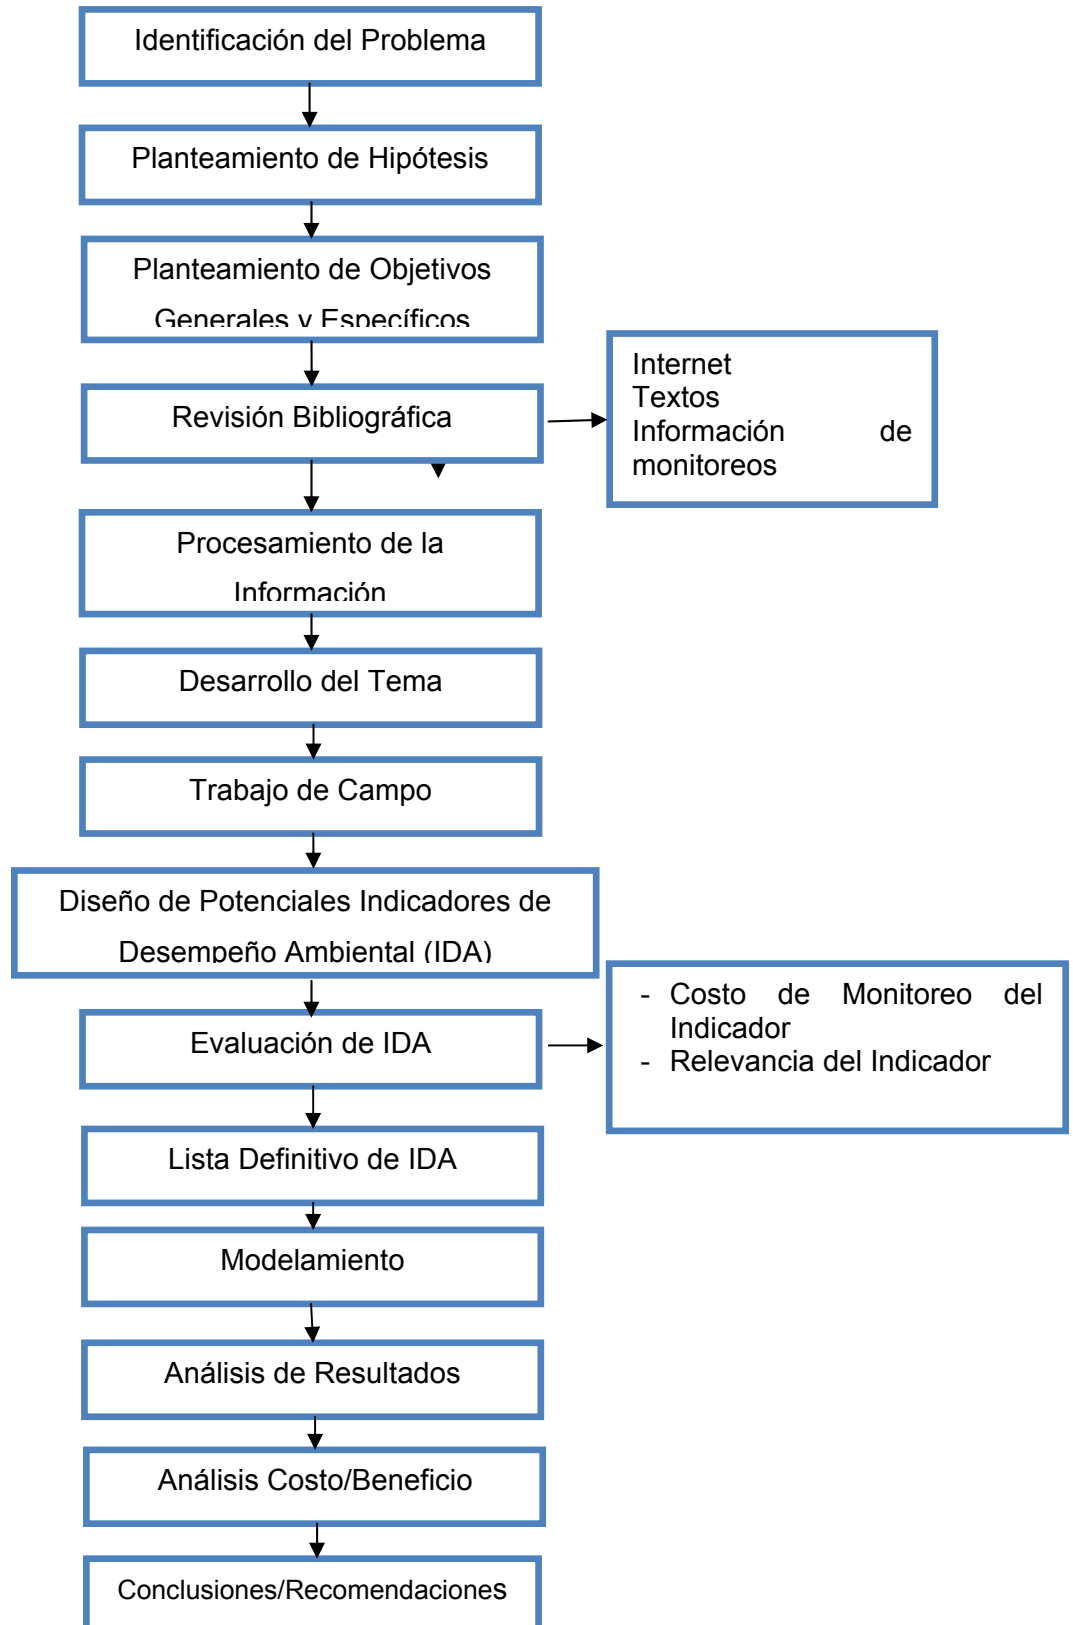 Identificación del Problema
Planteamiento de Hipótesis
Planteamiento de Objetivos
Generales y Específicos
Revisión Bibliográfica
Internet
Textos
Información de
monitoreos
Procesamiento de la
Información
Desarrollo del Tema
Trabajo de Campo
Diseño de Potenciales Indicadores de
Desempeño Ambiental (IDA)
Evaluación de IDA
- Costo de Monitoreo del
Indicador
- Relevancia del Indicador
Lista Definitivo de IDA
Modelamiento
Análisis de Resultados
Análisis Costo/Beneficio
Conclusiones/Recomendaciones